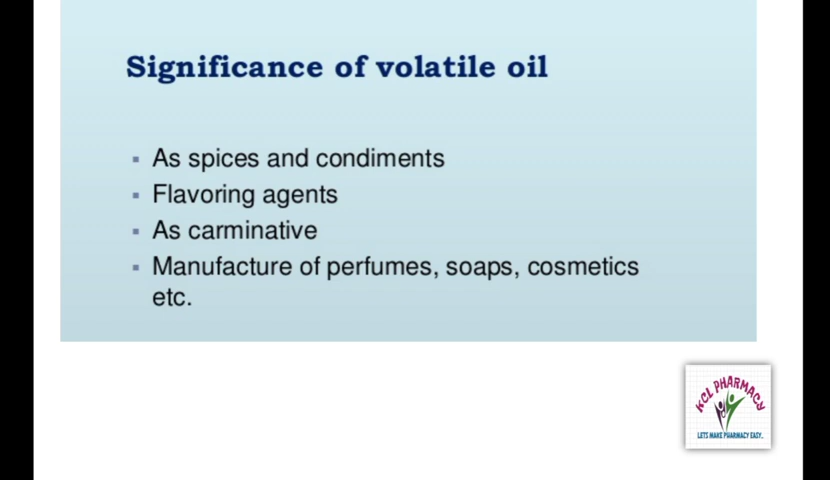 Significance of volatile oil
As spices and condiments
Flavoring agents
As carminative
Manufacture of perfumes, soaps, cosmetics
etc.
KCL PHARMACY
LETS MAKE PHARMACY EASY.